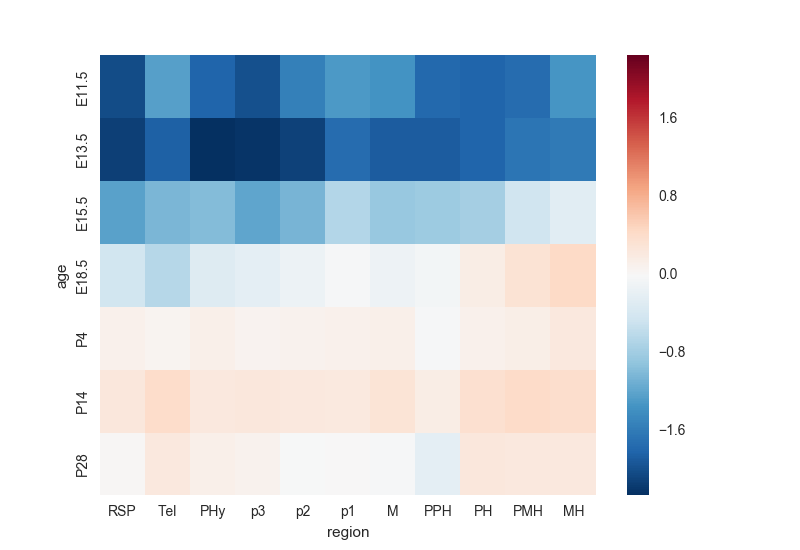 E11.5
E13.5
E15.5
E18.5
P4
P14
P28
age
RSP Tel PHy p3 p2 p1 M PPH PH PMH MH
region
1.6
0.8
0.0
−0.8
−1.6